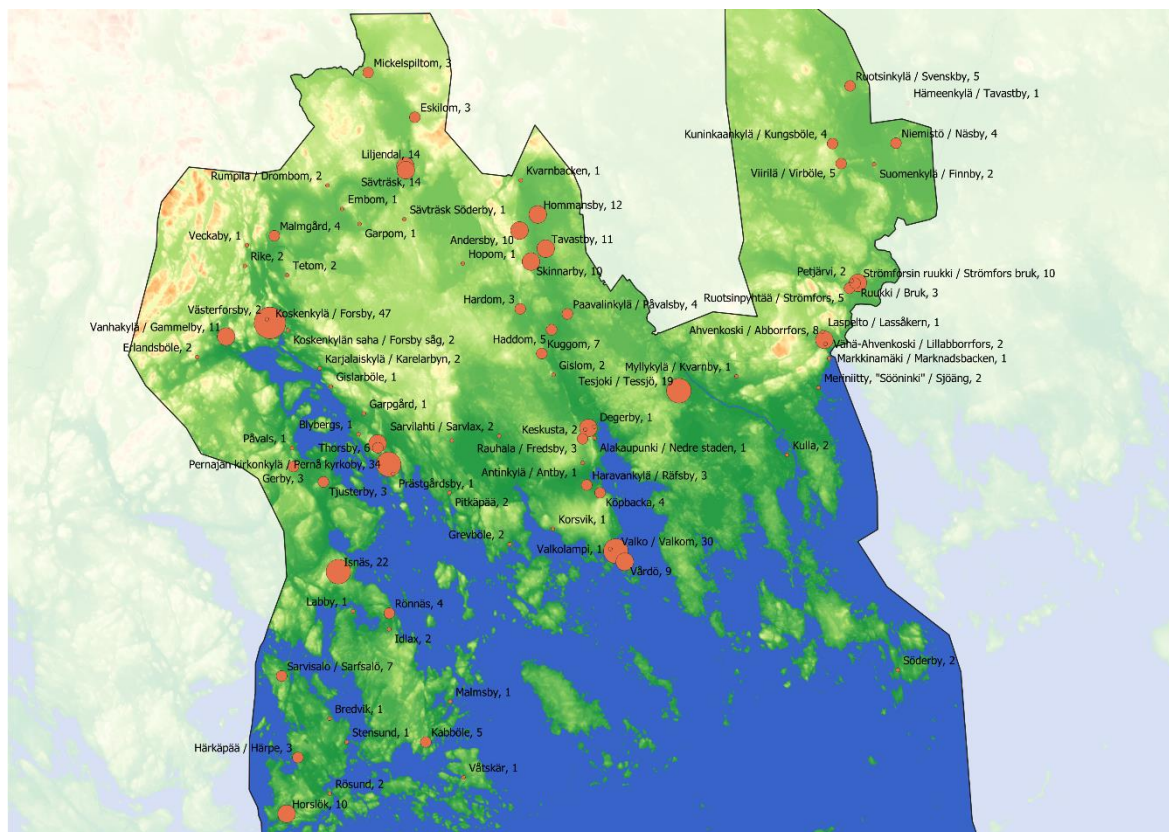 Mickelspiltom, 3
Ruotsinkylä / Svenskby, 5
Hämeenkylä / Tavastby, 1
Eskilom, 3
Kuninkaankylä / Kungsböle, 4
Niemistö / Näsby, 4
Liljendal, 14
Viirilä / Virböle, 5
Suomenkylä / Finnby, 2
Kvarnbacken, 1
Rumpila / Drombom, 2
Sävträsk, 14
Embom, 1
Sävträsk Söderby, 1
Hommansby, 12
Garpom, 1
Malmgård, 4
Andersby, 10
Tavastby, 11
Veckaby, 1
Hopom, 1
Rike, 2
Tetom, 2
Skinnarby, 10
Petjärvi, 2
Strömforsin ruukki / Strömfors bruk, 10
Ruukki / Bruk, 3
Ruotsinpyhtää / Strömfors, 5
Västerforsby, 2
Koskenkylä / Forsby, 47
Hardom, 3
Paavalinkylä / Påvalsby, 4
Vanhakylä / Gammelby, 11
Laspelto / Lassåkern, 1
Ahvenkoski / Abborrfors, 8
Koskenkylän saha / Forsby såg, 2
Haddom, 5
Kuggom, 7
Vähä-Ahvenkoski / Lillabborrfors, 2
Erlandsböle, 2
Karjalaiskylä / Karelarbyn, 2
Markkinamäki / Marknadsbacken, 1
Gislom, 2
Myllykylä / Kvarnby, 1
Gislarböle, 1
Tesjoki / Tessjö, 19
Meriniitty, "Sööninki" / Sjöäng, 2
Garpgård, 1
Degerby, 1
Blybergs, 1
Sarvilahti / Sarvlax, 2
Keskusta, 2
Påvals, 1
Thorsby, 6
Rauhala / Fredsby, 3
Alakaupunki / Nedre staden, 1
Kulla, 2
Pernajan kirkonkylä / Pernå kyrkoby, 34
Gerby, 3
Prästgårdsby, 1
Antinkylä / Antby, 1
Haravankylä / Räfsby, 3
Tjusterby, 3
Pitkäpää, 2
Köpbacka, 4
Korsvik, 1
Grevböle, 2
Valkolampi, 1
Valko / Valkom, 30
Isnäs, 22
Vårdö, 9
Labby, 1
Rönnäs, 4
Idlax, 2
Sarvisalo / Sarfsalö, 7
Söderby, 2
Malmsby, 1
Bredvik, 1
Stensund, 1
Kabböle, 5
Härkäpää / Härpe, 3
Våtskär, 1
Rösund, 2
Horslök, 10